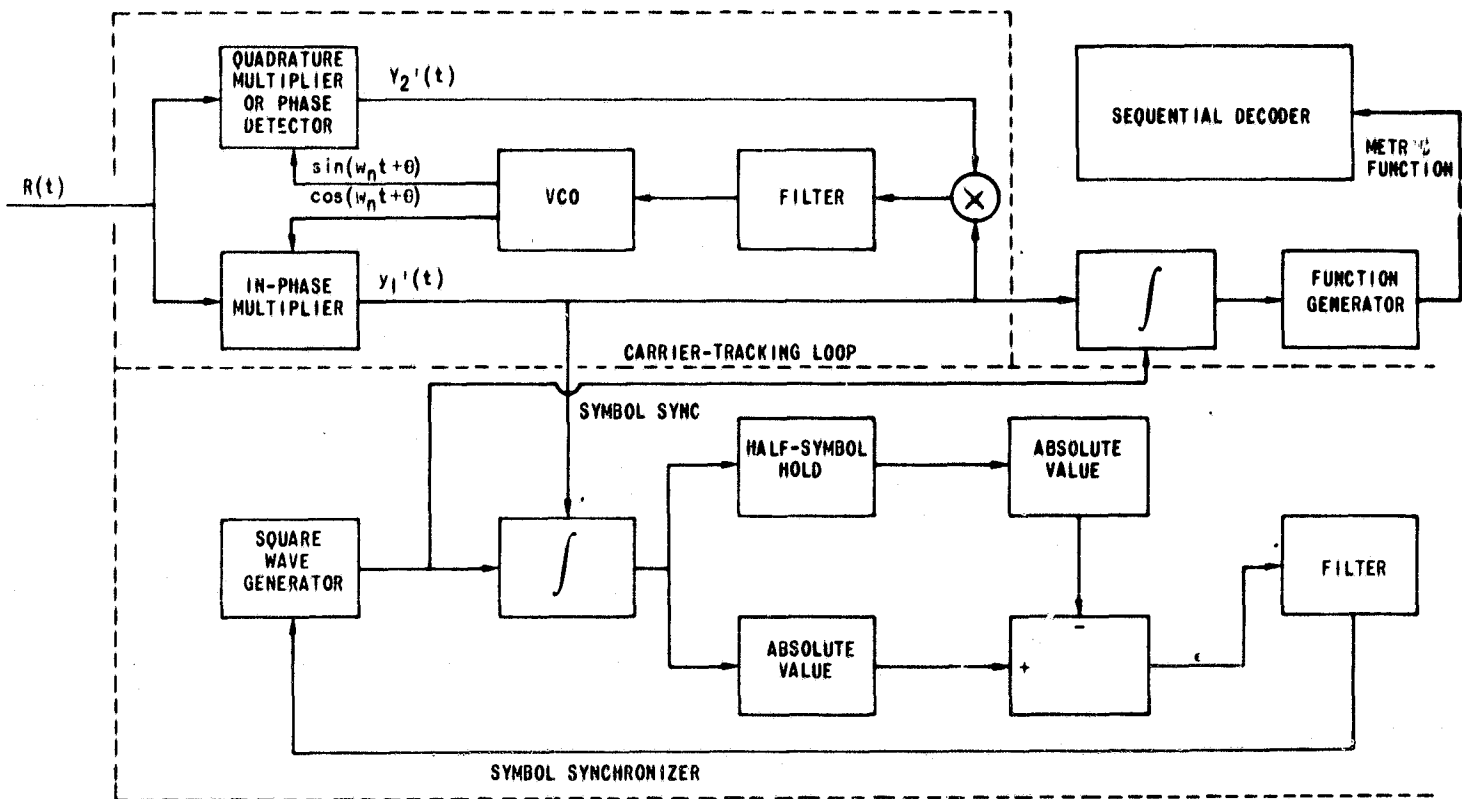 QUADRATURE
MULTIPLIER
OR PHASE
DETECTOR
Y2'(t)
SEQUENTIAL DECODER
METRIC
FUNCTION
R(t)
sin(wnt+θ)
cos(wnt+θ)
VCO
FILTER
×
IN-PHASE
MULTIPLIER
y1'(t)
∫
FUNCTION
GENERATOR
CARRIER-TRACKING LOOP
SYMBOL SYNC
HALF-SYMBOL
HOLD
ABSOLUTE
VALUE
SQUARE
WAVE
GENERATOR
∫
FILTER
ABSOLUTE
VALUE
-
+
ϵ
SYMBOL SYNCHRONIZER